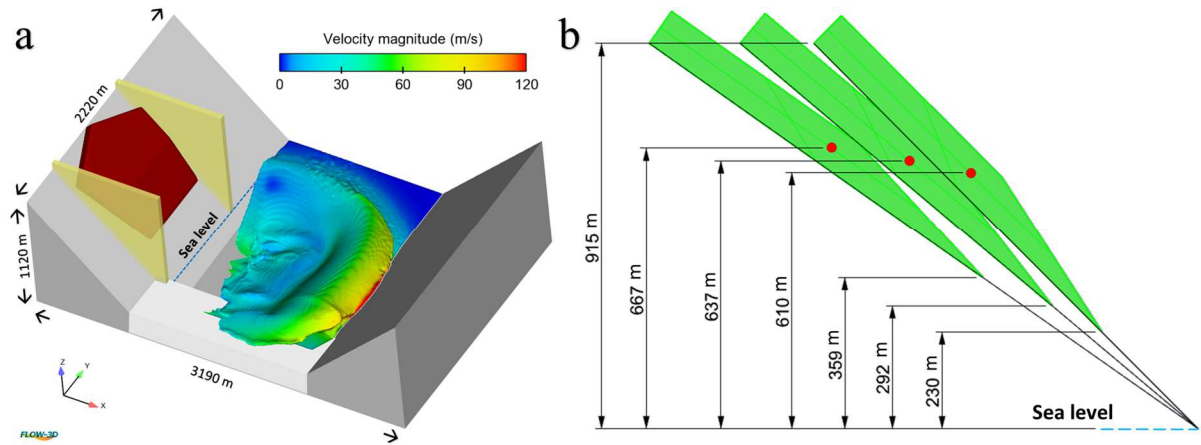 a
Velocity magnitude (m/s)
0 30 60 90 120
2220 m
Sea level
1120 m
3190 m
Z
Y
X
FLOW-3D
b
915 m
667 m
637 m
610 m
359 m
292 m
230 m
Sea level